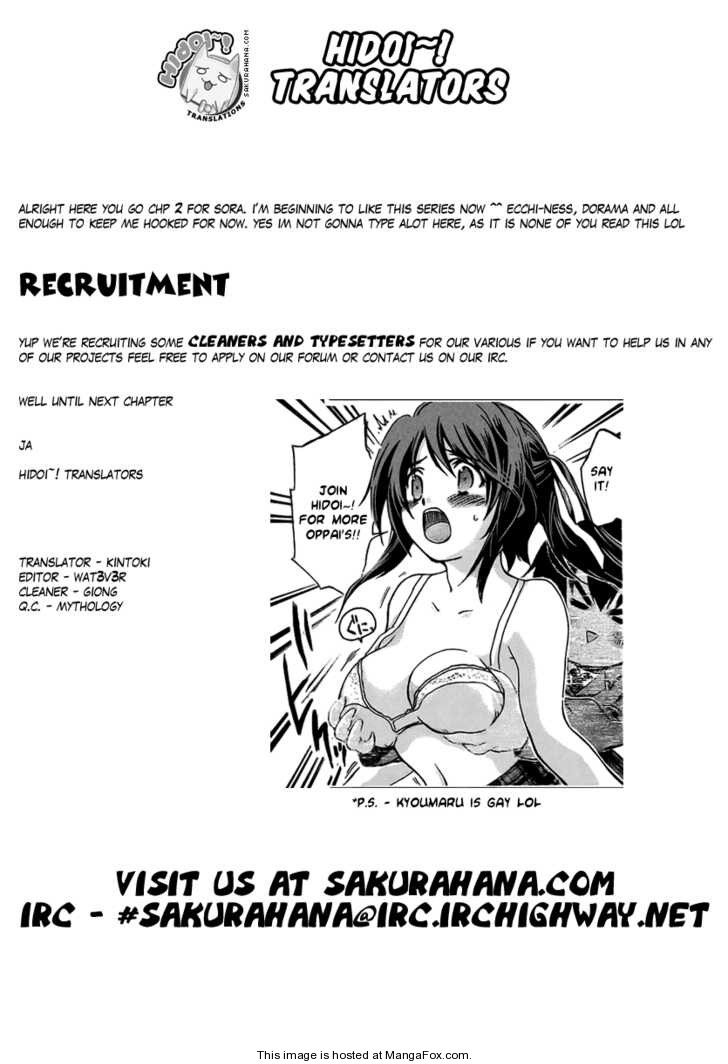 HIDOI~!
TRANSLATIONS
SAKURAHANA.COM
HIDOI~!
TRANSLATORS
ALRIGHT HERE YOU GO CHP 2 FOR SORA. I'M BEGINNING TO LIKE THIS SERIES NOW ^^ ECCHI-NESS, DORAMA AND ALL
ENOUGH TO KEEP ME HOOKED FOR NOW. YES IM NOT GONNA TYPE ALOT HERE, AS IT IS NONE OF YOU READ THIS LOL
RECRUITMENT
YUP WE'RE RECRUITING SOME CLEANERS AND TYPESETTERS FOR OUR VARIOUS IF YOU WANT TO HELP US IN ANY
OF OUR PROJECTS FEEL FREE TO APPLY ON OUR FORUM OR CONTACT US ON OUR IRC.
WELL UNTIL NEXT CHAPTER
JA
HIDOI~! TRANSLATORS
JOIN
HIDOI~!
FOR MORE
OPPAI'S!!
SAY
IT!
ぐに
TRANSLATOR - KINTOKI
EDITOR - WAT3V3R
CLEANER - GIONG
Q.C. - MYTHOLOGY
*P.S. - KYOUMARU IS GAY LOL
VISIT US AT SAKURAHANA.COM
IRC - #SAKURAHANA@IRC.IRCHIGHWAY.NET
This image is hosted at MangaFox.com.